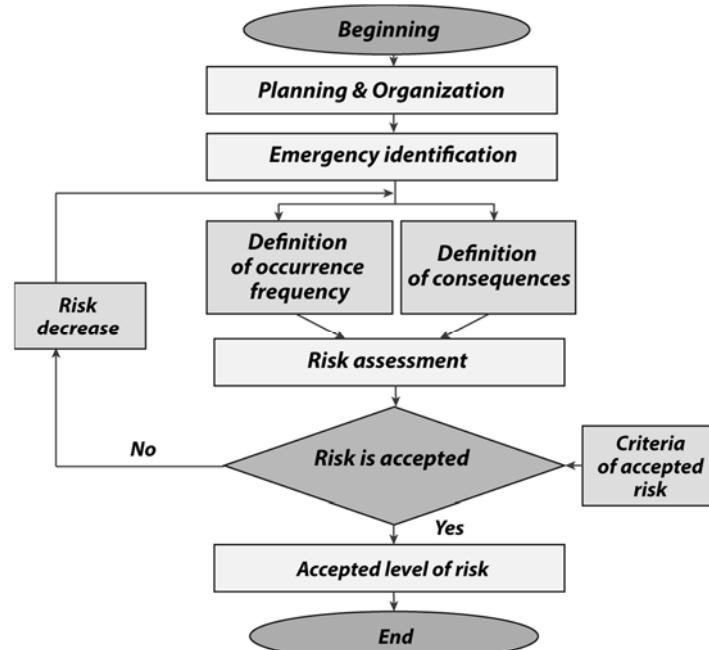 Beginning
Planning & Organization
Emergency identification
Definition
of occurrence
frequency
Definition
of consequences
Risk
decrease
Risk assessment
No
Risk is accepted
Criteria
of accepted
risk
Yes
Accepted level of risk
End